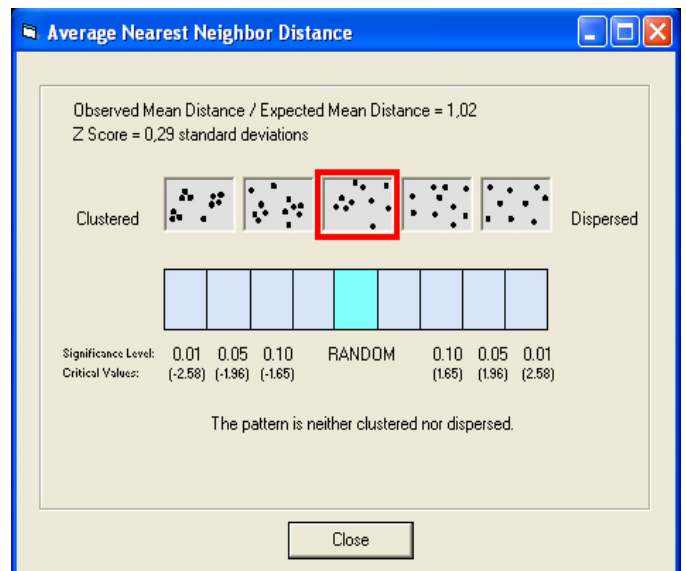 Average Nearest Neighbor Distance
Observed Mean Distance / Expected Mean Distance = 1,02
Z Score = 0,29 standard deviations
Clustered Dispersed
Significance Level: 0.01 0.05 0.10 RANDOM 0.10 0.05 0.01
Critical Values: (-2.58) (-1.96) (-1.65) (1.65) (1.96) (2.58)
The pattern is neither clustered nor dispersed.
Close